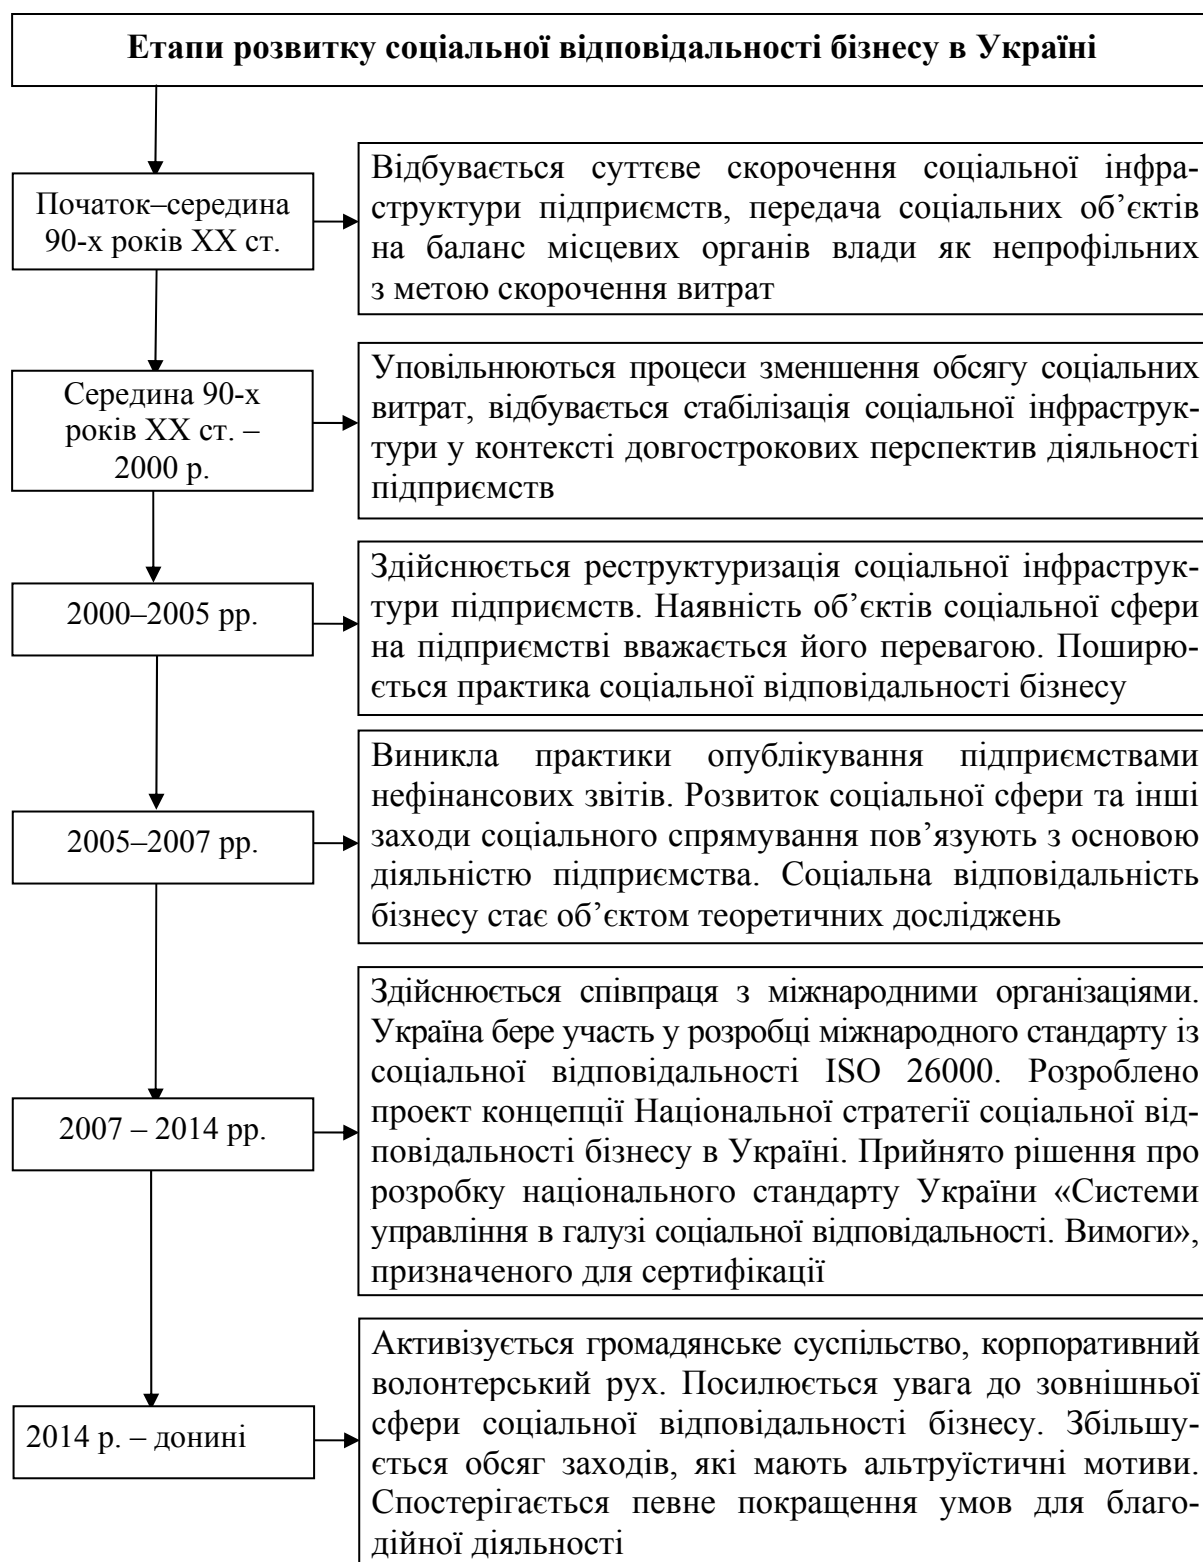 Етапи розвитку соціальної відповідальності бізнесу в Україні
Початок–середина
90-х років ХХ ст.
Відбувається суттєве скорочення соціальної інфра-
структури підприємств, передача соціальних об’єктів
на баланс місцевих органів влади як непрофільних
з метою скорочення витрат
Середина 90-х
років ХХ ст. –
2000 р.
Уповільнюються процеси зменшення обсягу соціальних
витрат, відбувається стабілізація соціальної інфраструк-
тури у контексті довгострокових перспектив діяльності
підприємств
2000–2005 рр.
Здійснюється реструктуризація соціальної інфраструк-
тури підприємств. Наявність об’єктів соціальної сфери
на підприємстві вважається його перевагою. Поширю-
ється практика соціальної відповідальності бізнесу
2005–2007 рр.
Виникла практики опублікування підприємствами
нефінансових звітів. Розвиток соціальної сфери та інші
заходи соціального спрямування пов’язують з основою
діяльністю підприємства. Соціальна відповідальність
бізнесу стає об’єктом теоретичних досліджень
2007 – 2014 рр.
Здійснюється співпраця з міжнародними організаціями.
Україна бере участь у розробці міжнародного стандарту із
соціальної відповідальності ISO 26000. Розроблено
проект концепції Національної стратегії соціальної від-
повідальності бізнесу в Україні. Прийнято рішення про
розробку національного стандарту України «Системи
управління в галузі соціальної відповідальності. Вимоги»,
призначеного для сертифікації
2014 р. – донині
Активізується громадянське суспільство, корпоративний
волонтерський рух. Посилюється увага до зовнішньої
сфери соціальної відповідальності бізнесу. Збільшу-
ється обсяг заходів, які мають альтруїстичні мотиви.
Спостерігається певне покращення умов для благо-
дійної діяльності